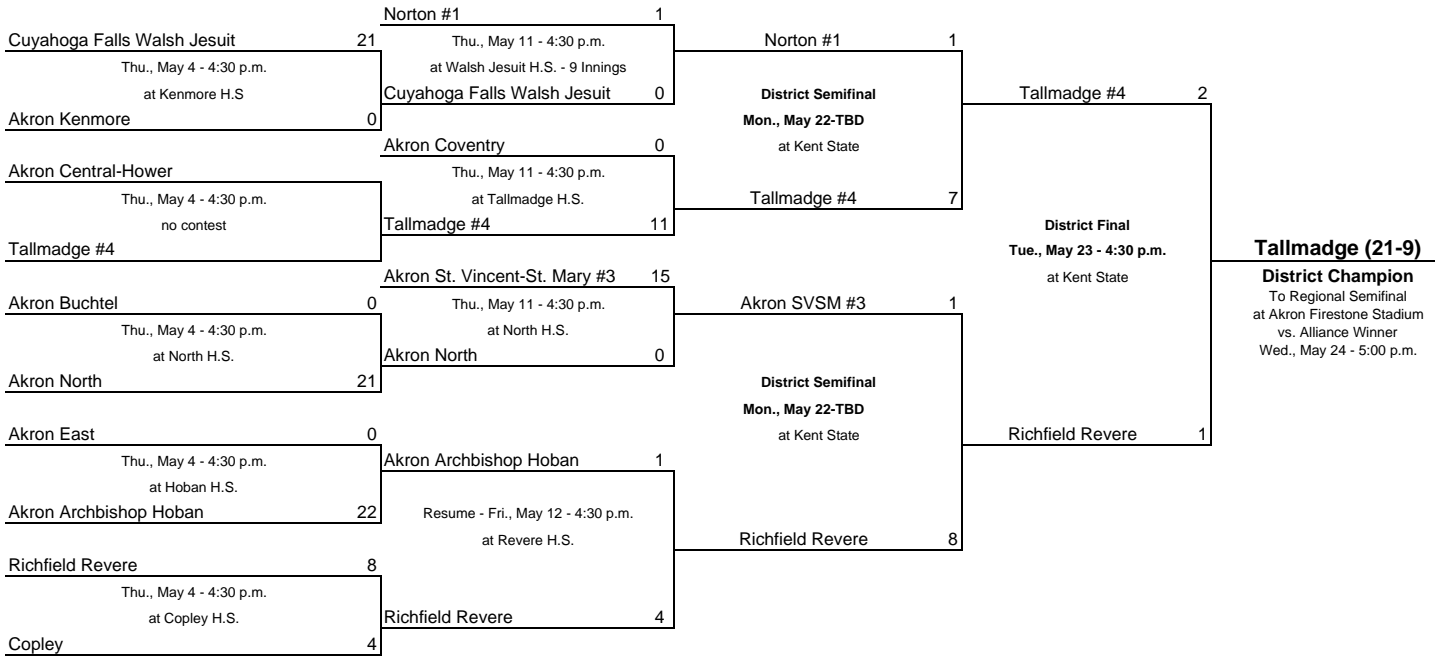 Norton #1 1
Cuyahoga Falls Walsh Jesuit 21
Thu., May 4 - 4:30 p.m.
at Kenmore H.S
Akron Kenmore 0
Akron Central-Hower
Thu., May 4 - 4:30 p.m.
no contest
Tallmadge #4
Akron Buchtel 0
Thu., May 4 - 4:30 p.m.
at North H.S.
Akron North 21
Akron East 0
Thu., May 4 - 4:30 p.m.
at Hoban H.S.
Akron Archbishop Hoban 22
Richfield Revere 8
Thu., May 4 - 4:30 p.m.
at Copley H.S.
Copley 4
Thu., May 11 - 4:30 p.m.
at Walsh Jesuit H.S. - 9 Innings
Cuyahoga Falls Walsh Jesuit 0
Akron Coventry 0
Thu., May 11 - 4:30 p.m.
at Tallmadge H.S.
Tallmadge #4 11
Akron St. Vincent-St. Mary #3 15
Thu., May 11 - 4:30 p.m.
at North H.S.
Akron North 0
Akron Archbishop Hoban 1
Resume - Fri., May 12 - 4:30 p.m.
at Revere H.S.
Richfield Revere 4
Norton #1 1
District Semifinal
Mon., May 22-TBD
at Kent State
Tallmadge #4 7
Akron SVSM #3 1
District Semifinal
Mon., May 22-TBD
at Kent State
Richfield Revere 8
Tallmadge #4 2
District Final
Tue., May 23 - 4:30 p.m.
at Kent State
Richfield Revere 1
Tallmadge (21-9)
District Champion
To Regional Semifinal
at Akron Firestone Stadium
vs. Alliance Winner
Wed., May 24 - 5:00 p.m.